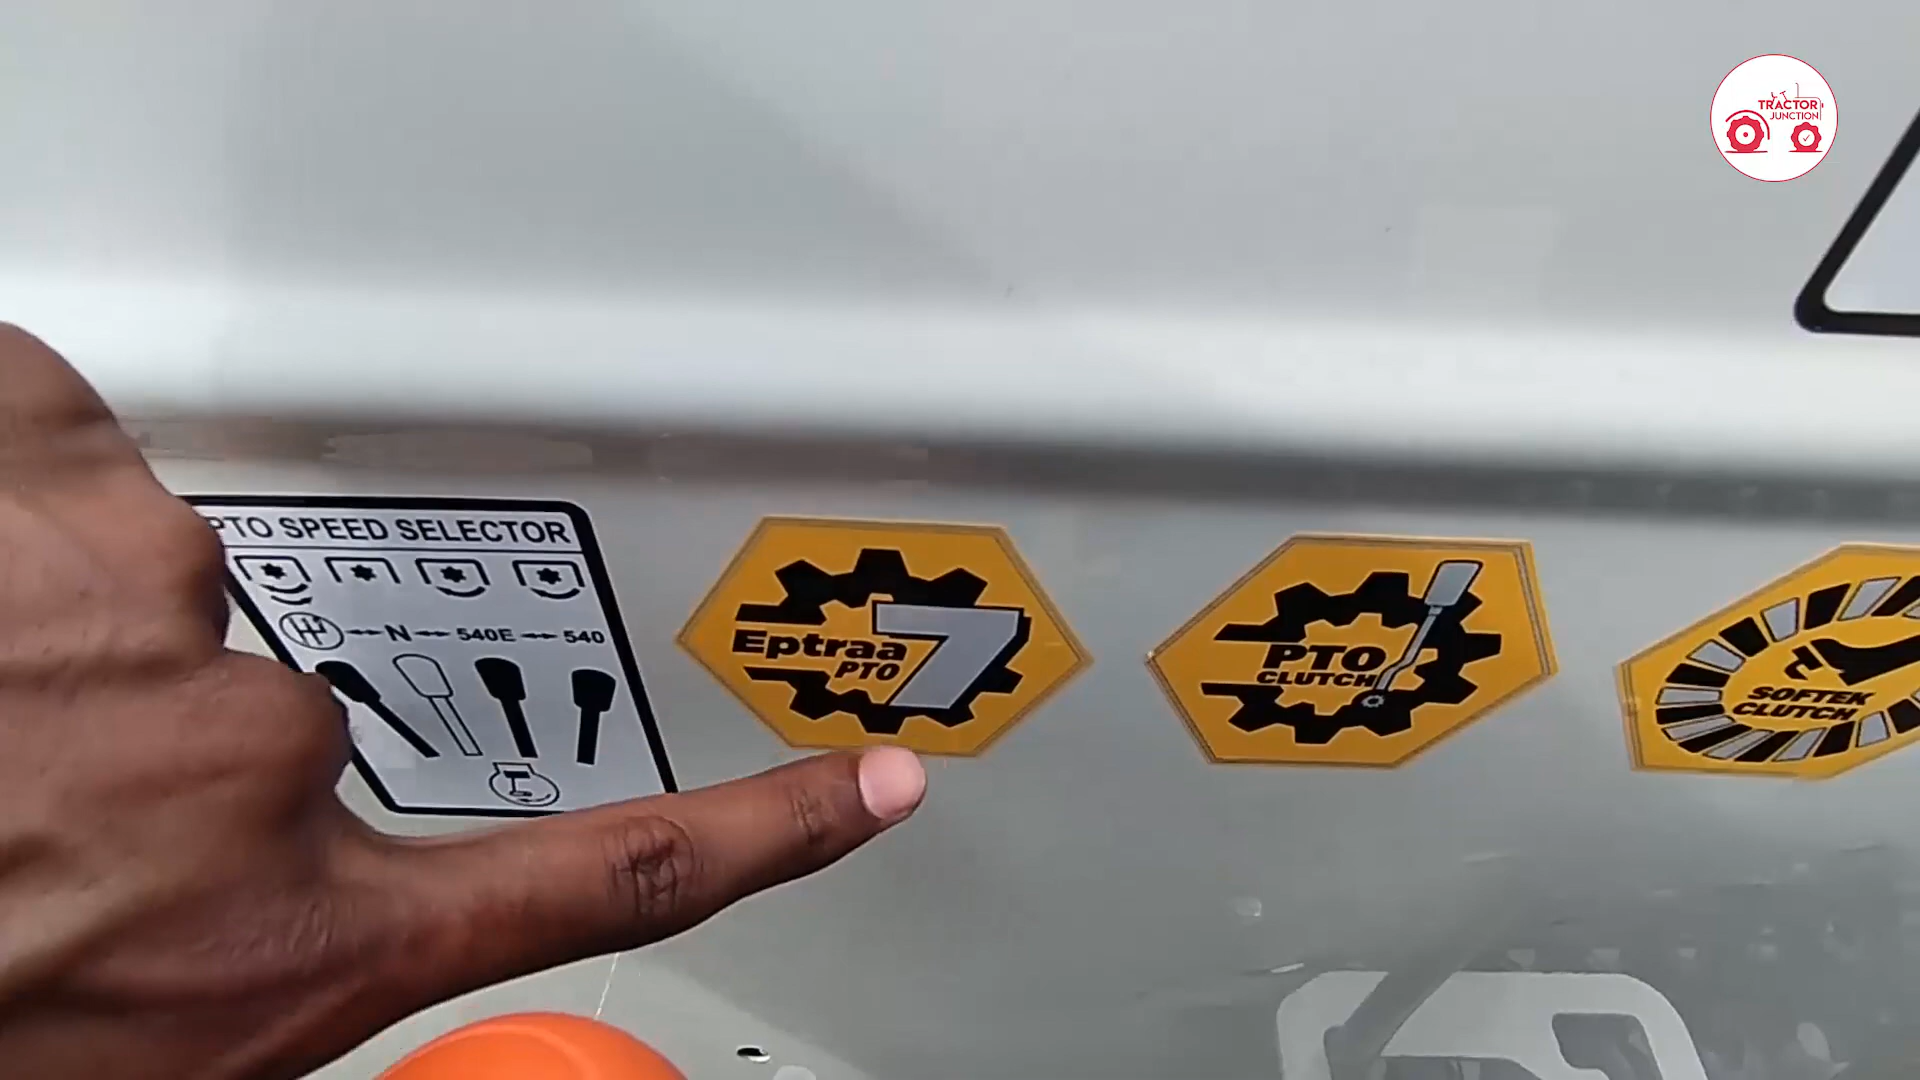 TRACTOR
JUNCTION
PTO SPEED SELECTOR
N 540E 540
Eptraa 7
PTO
PTO
CLUTCH
SOFTEK
CLUTCH